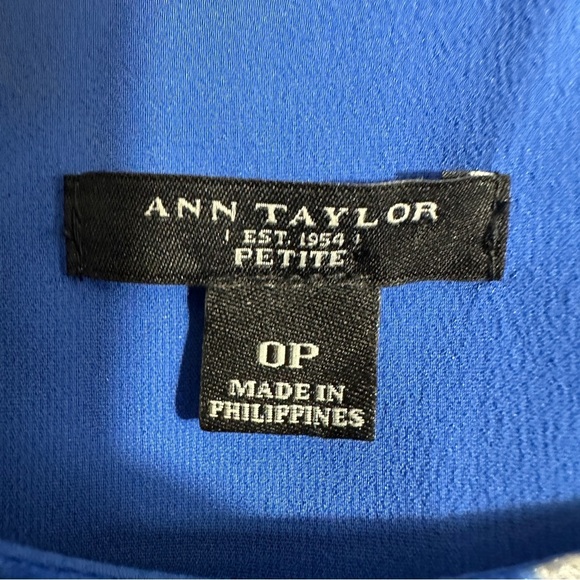 ANN TAYLOR
EST. 1954
PETITE
0P
MADE IN
PHILIPPINES